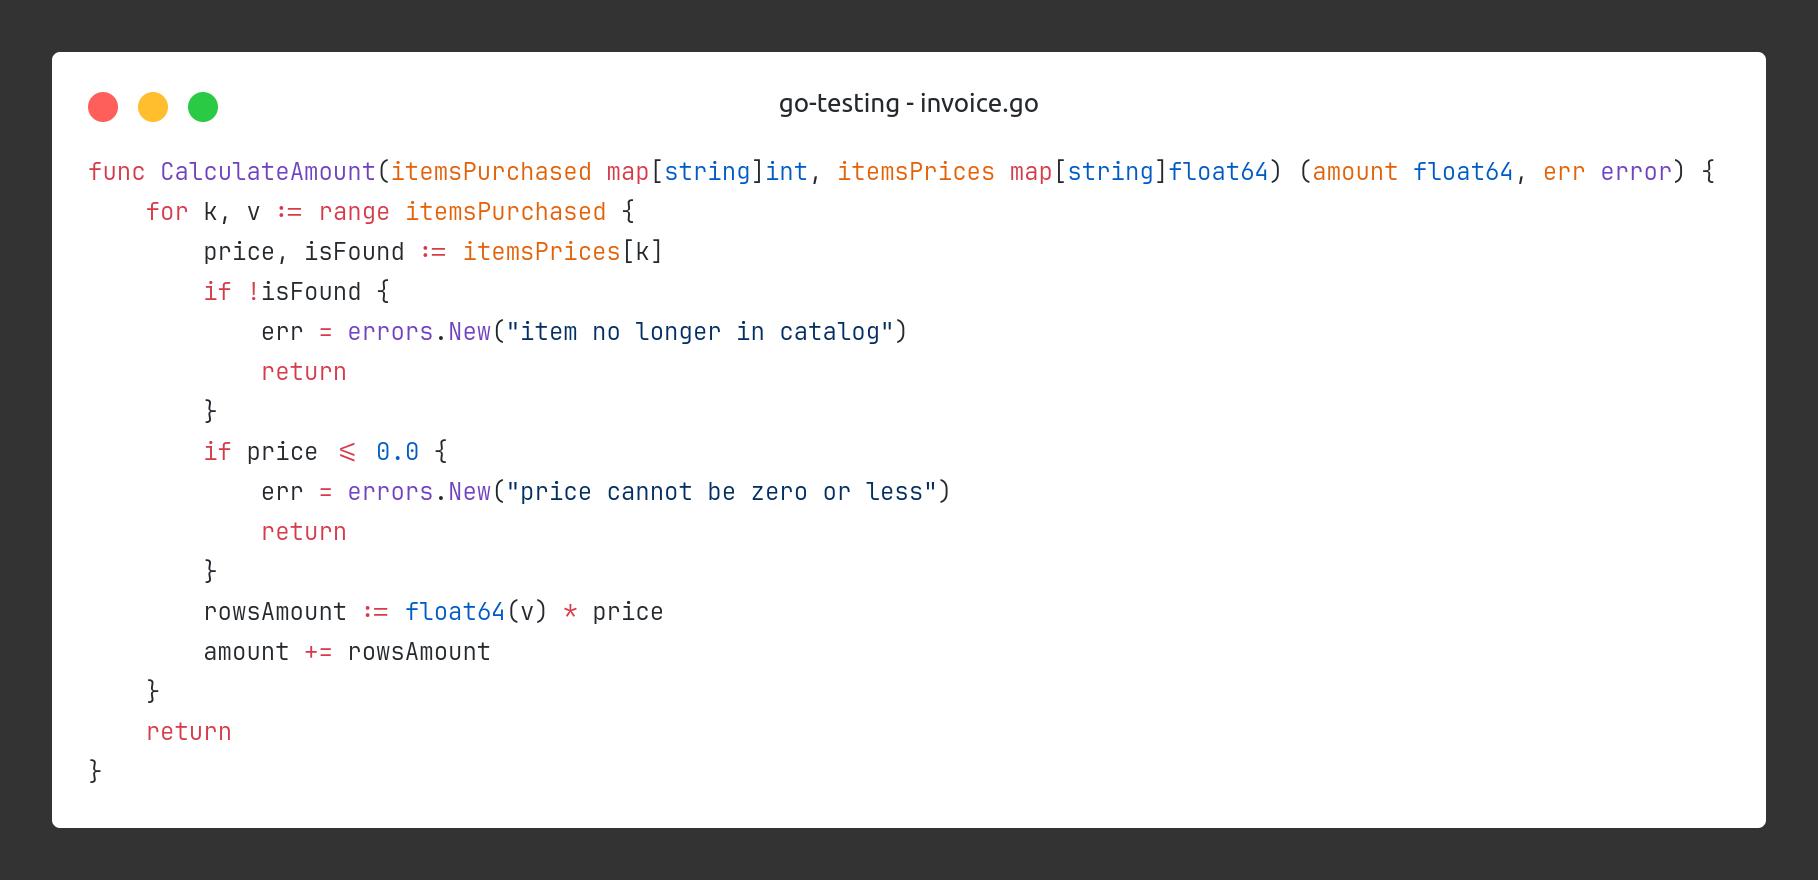 go-testing - invoice.go
func CalculateAmount(itemsPurchased map[string]int, itemsPrices map[string]float64) (amount float64, err error) {
    for k, v := range itemsPurchased {
        price, isFound := itemsPrices[k]
        if !isFound {
            err = errors.New("item no longer in catalog")
            return
        }
        if price <= 0.0 {
            err = errors.New("price cannot be zero or less")
            return
        }
        rowsAmount := float64(v) * price
        amount += rowsAmount
    }
    return
}